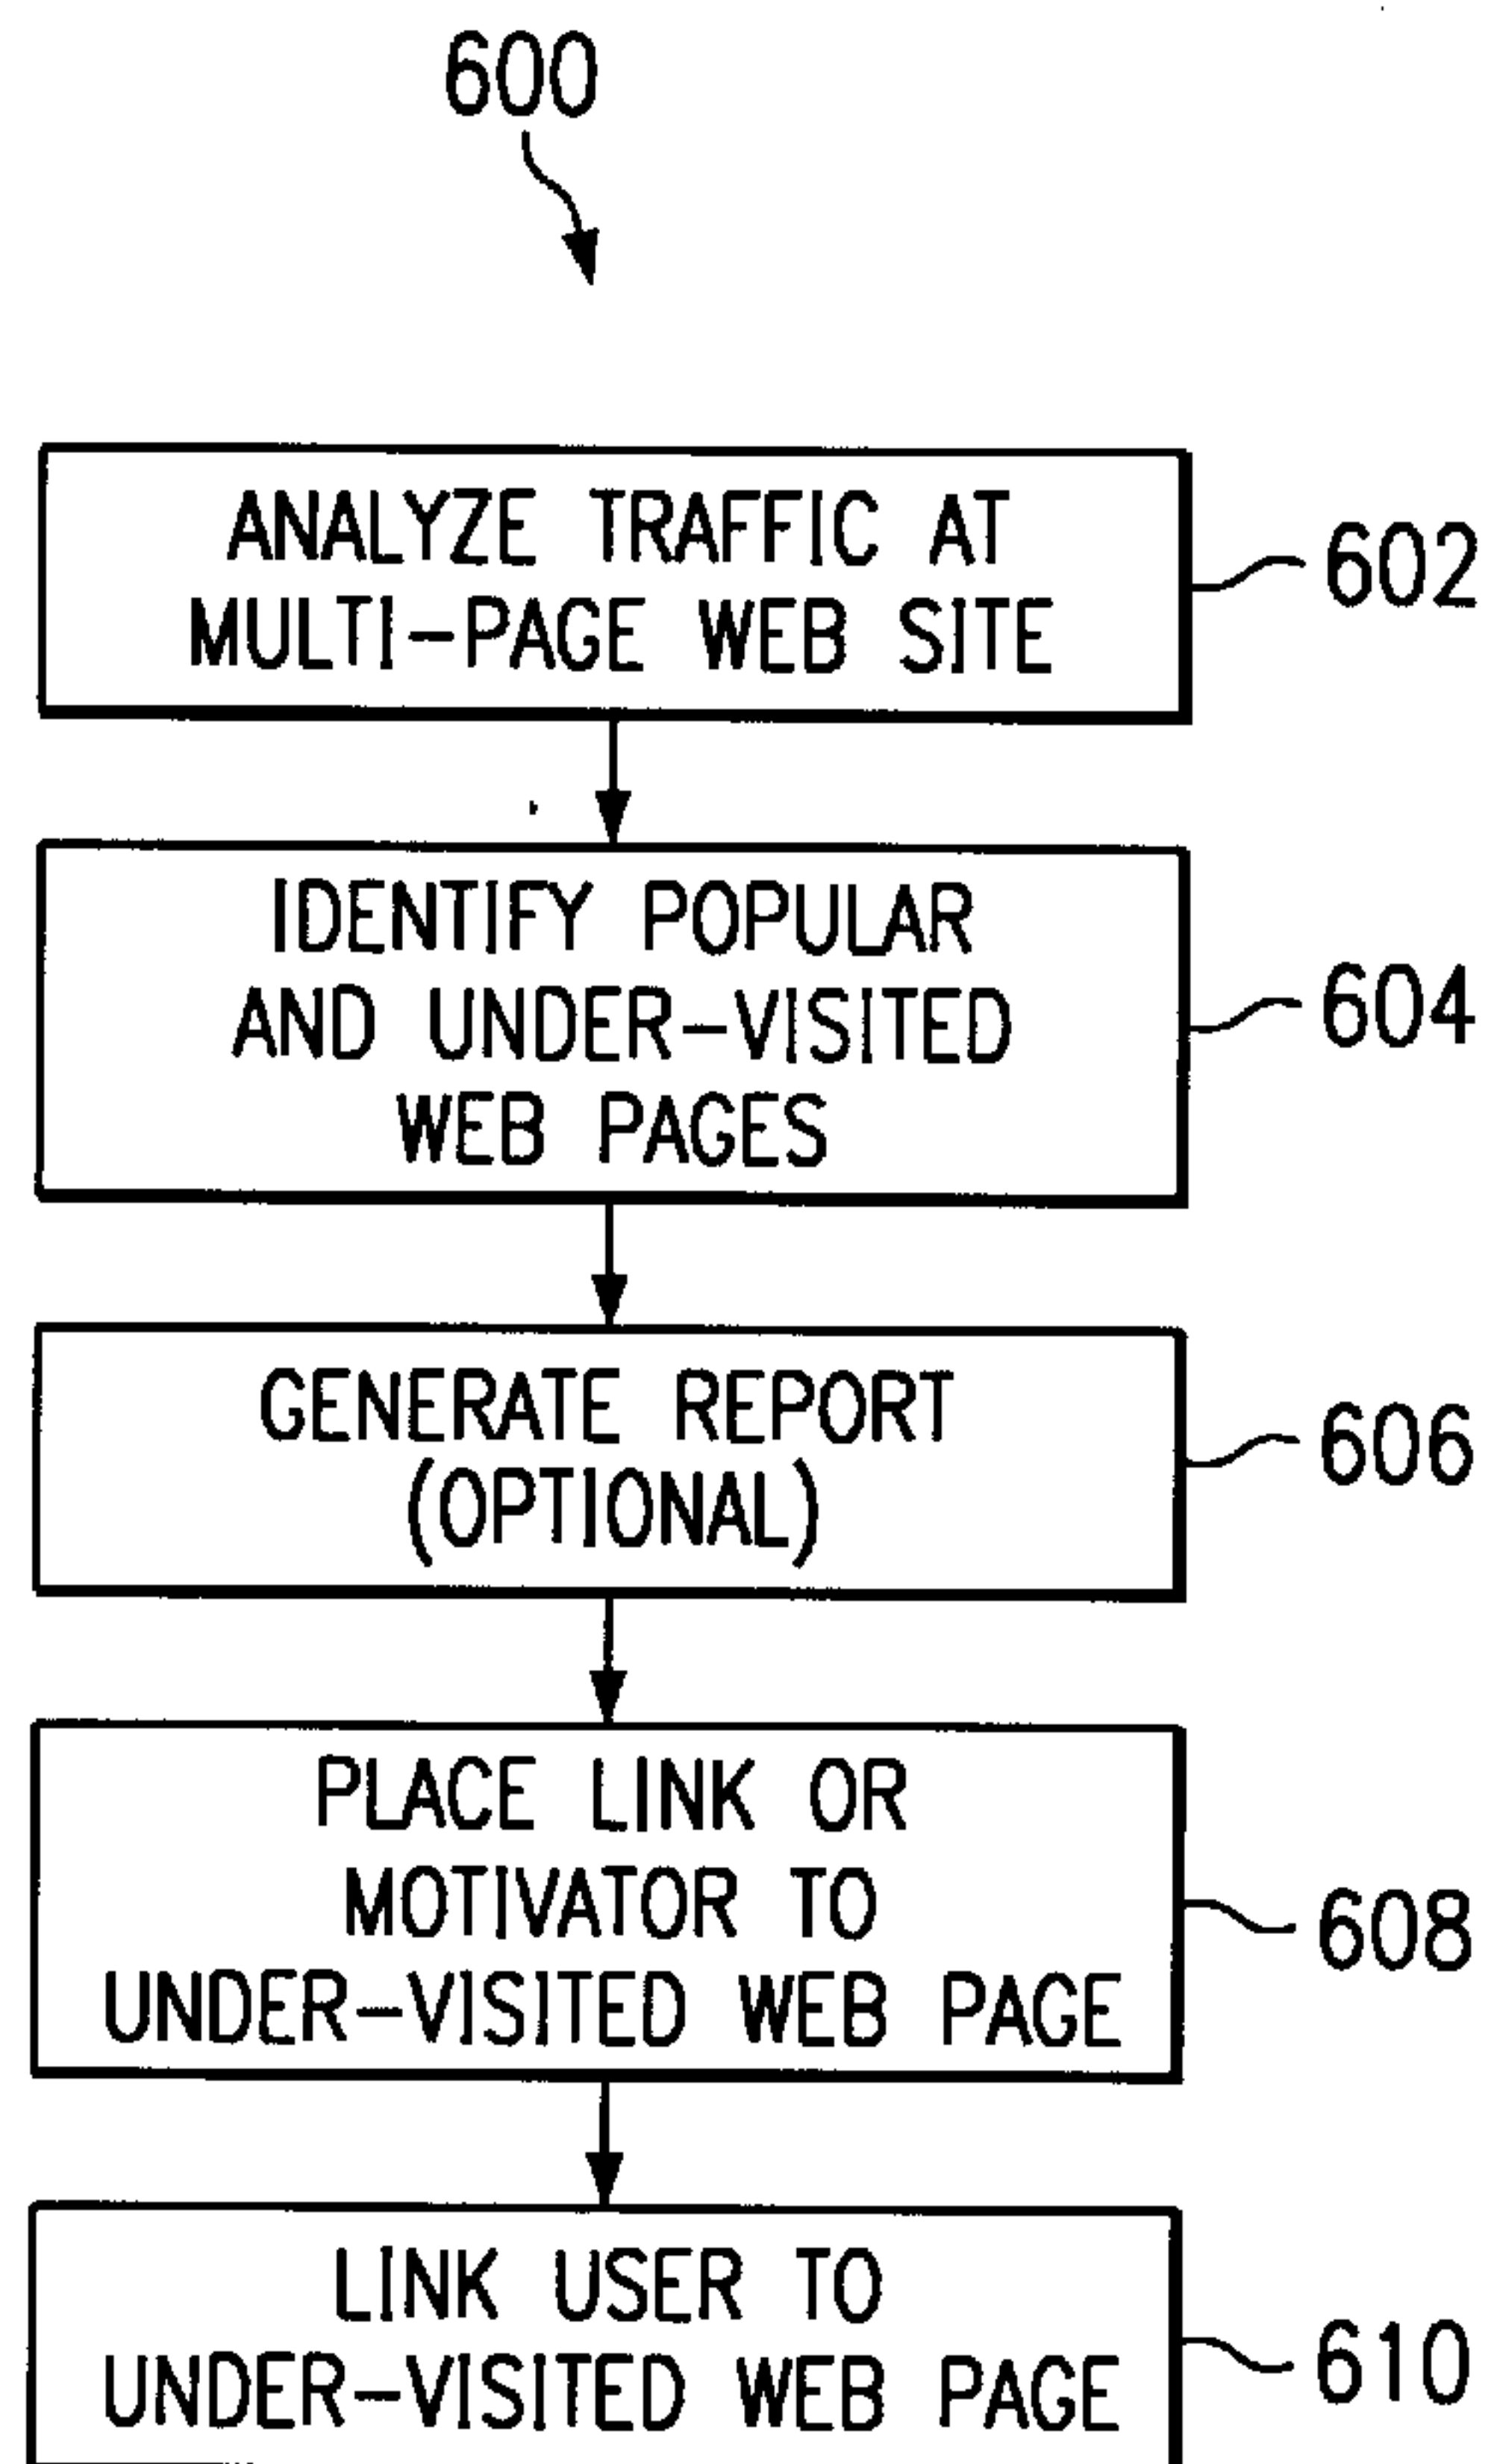 600
ANALYZE TRAFFIC AT
MULTI-PAGE WEB SITE
602
IDENTIFY POPULAR
AND UNDER-VISITED
WEB PAGES
604
GENERATE REPORT
(OPTIONAL)
606
PLACE LINK OR
MOTIVATOR TO
UNDER-VISITED WEB PAGE
608
LINK USER TO
UNDER-VISITED WEB PAGE
610